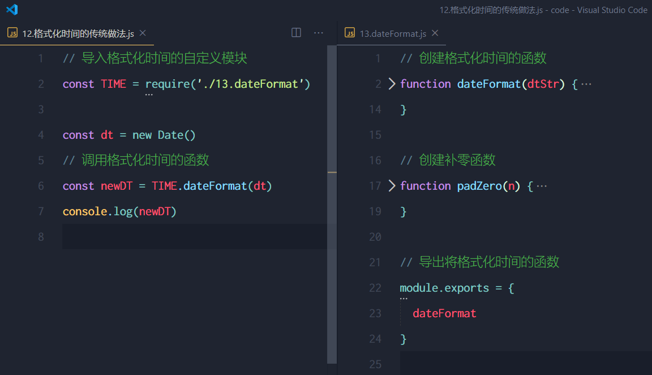 12.格式化时间的传统做法.js - code - Visual Studio Code
JS 12.格式化时间的传统做法.js
1 // 导入格式化时间的自定义模块
2 const TIME = require('./13.dateFormat')
3
4 const dt = new Date()
5 // 调用格式化时间的函数
6 const newDT = TIME.dateFormat(dt)
7 console.log(newDT)
8
JS 13.dateFormat.js
1 // 创建格式化时间的函数
2 function dateFormat(dtStr) {···
14 }
15
16 // 创建补零函数
17 function padZero(n) {···
19 }
20
21 // 导出将格式化时间的函数
22 module.exports = {
23 dateFormat
24 }
25